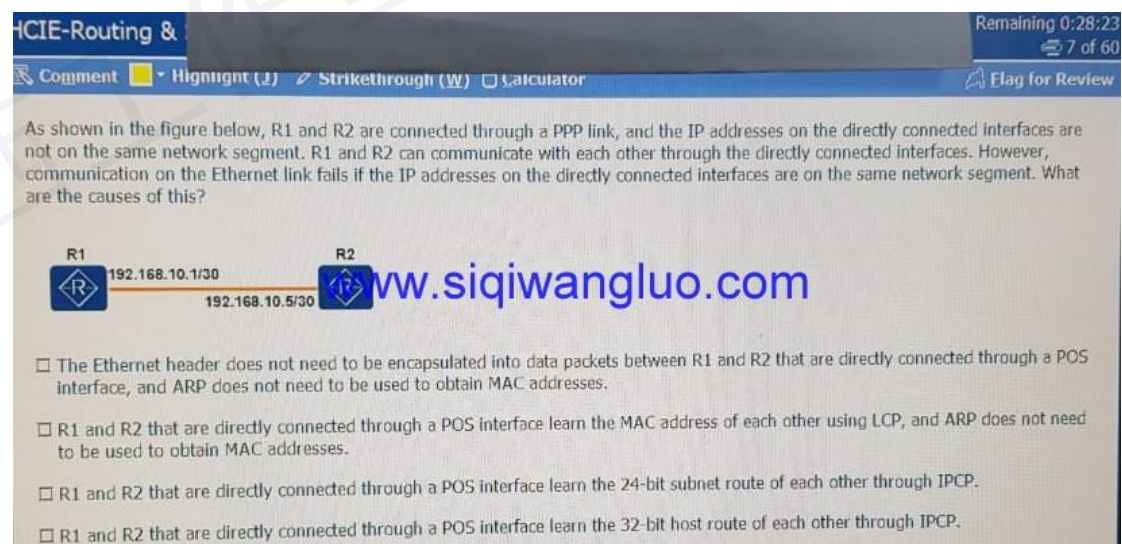 HCIE-Routing &
Remaining 0:28:23
7 of 60
Comment Highlight (J) Strikethrough (W) Calculator
Flag for Review
As shown in the figure below, R1 and R2 are connected through a PPP link, and the IP addresses on the directly connected interfaces are
not on the same network segment. R1 and R2 can communicate with each other through the directly connected interfaces. However,
communication on the Ethernet link fails if the IP addresses on the directly connected interfaces are on the same network segment. What
are the causes of this?
R1
R2
192.168.10.1/30
R
R
192.168.10.5/30
www.siqiwangluo.com
The Ethernet header does not need to be encapsulated into data packets between R1 and R2 that are directly connected through a POS
interface, and ARP does not need to be used to obtain MAC addresses.
R1 and R2 that are directly connected through a POS interface learn the MAC address of each other using LCP, and ARP does not need
to be used to obtain MAC addresses.
R1 and R2 that are directly connected through a POS interface learn the 24-bit subnet route of each other through IPCP.
R1 and R2 that are directly connected through a POS interface learn the 32-bit host route of each other through IPCP.